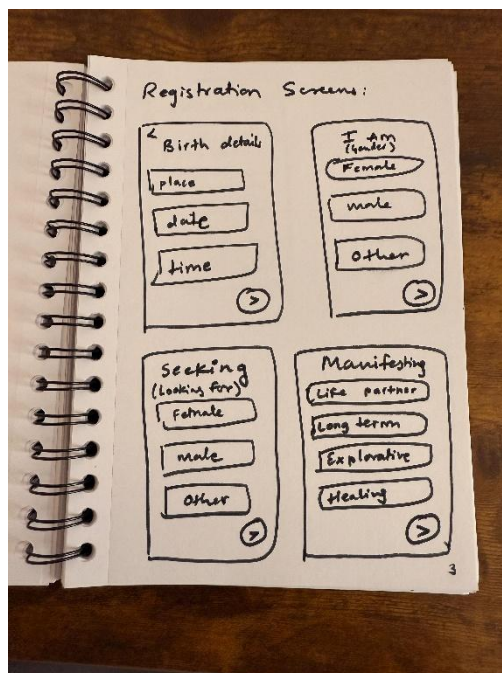 Registration Screens:
<
Birth details
place
date
time
>
I Am
(Gender)
Female
male
other
>
Seeking
(Looking for)
Female
male
other
>
Manifesting
Life partner
Long term
Explorative
Healing
>
3